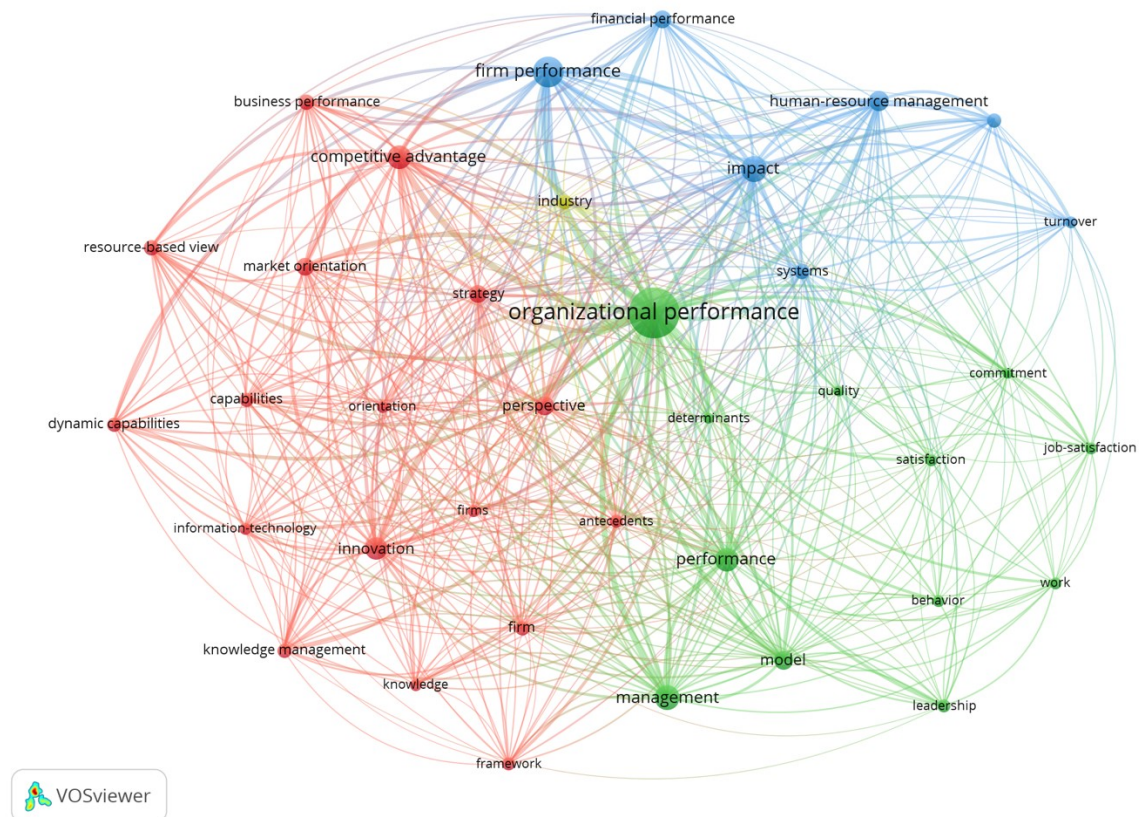 financial performance
firm performance
business performance
human-resource management
competitive advantage
impact
industry
turnover
resource-based view
market orientation
systems
strategy
organizational performance
commitment
quality
capabilities
orientation
perspective
determinants
dynamic capabilities
job-satisfaction
satisfaction
firms
antecedents
information-technology
innovation
performance
work
behavior
firm
knowledge management
model
knowledge
management
leadership
framework
VOSviewer